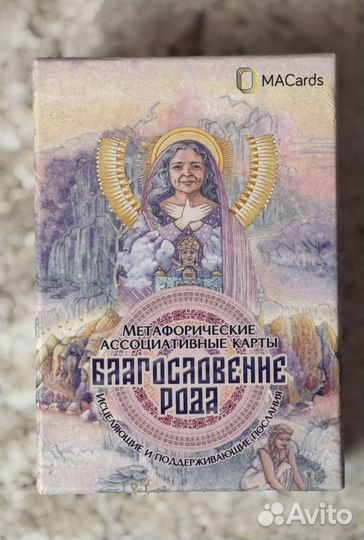 MACards
Метафорические
ассоциативные карты
БЛАГОСЛОВЕНИЕ
РОДА
ИСЦЕЛЯЮЩИЕ И ПОДДЕРЖИВАЮЩИЕ ПОСЛАНИЯ
Avito